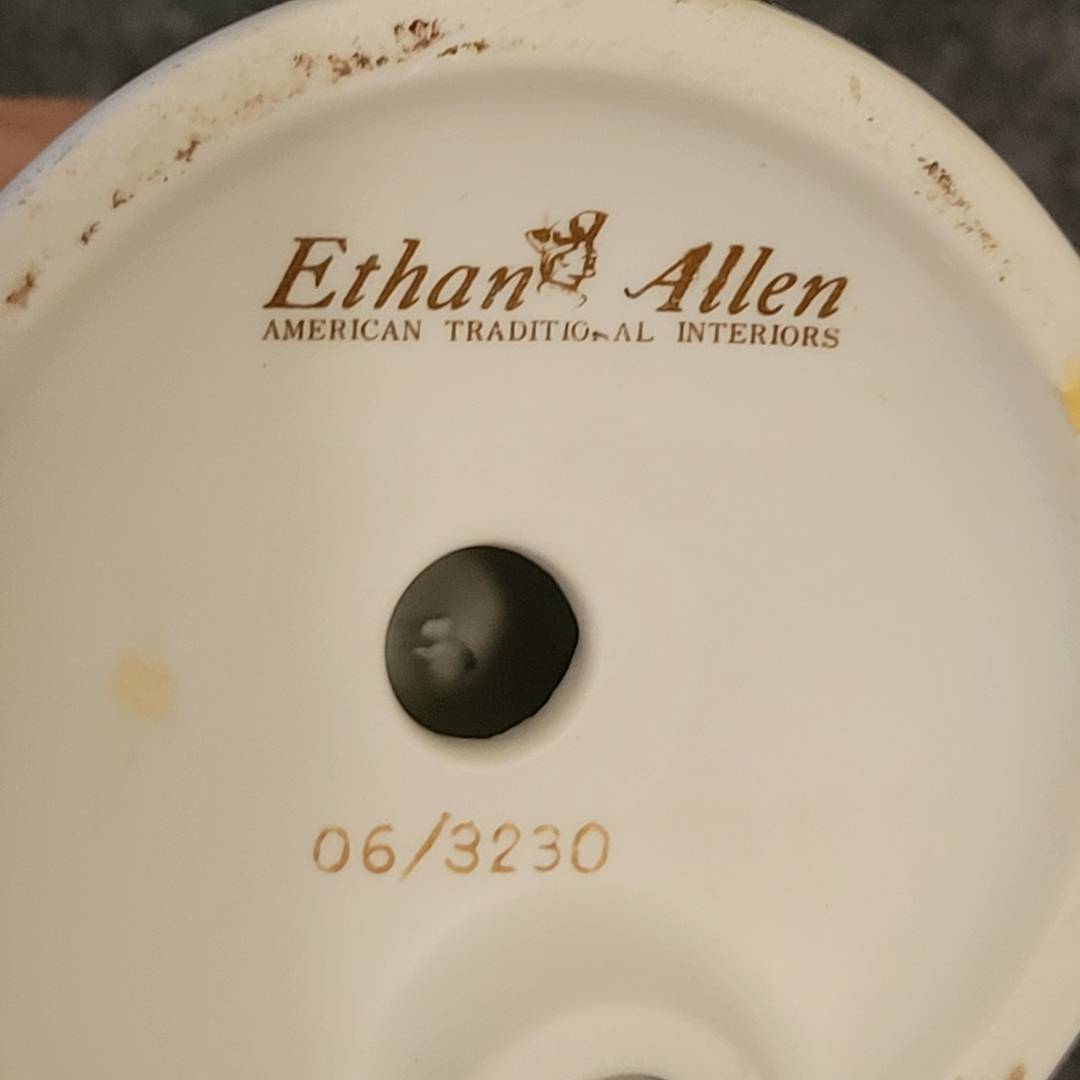 Ethan Allen
AMERICAN TRADITIONAL INTERIORS
06/3230